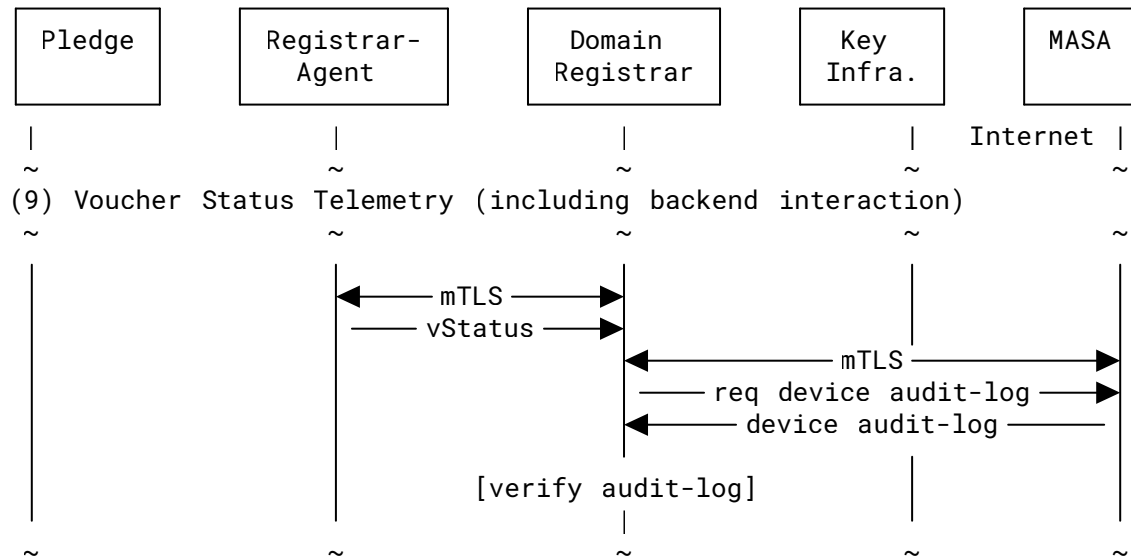 Pledge Registrar-Agent Domain Registrar Key Infra. MASA
Internet
~ ~ ~ ~ ~
(9) Voucher Status Telemetry (including backend interaction)
~ ~ ~ ~ ~
mTLS
vStatus
mTLS
req device audit-log
device audit-log
[verify audit-log]
~ ~ ~ ~ ~